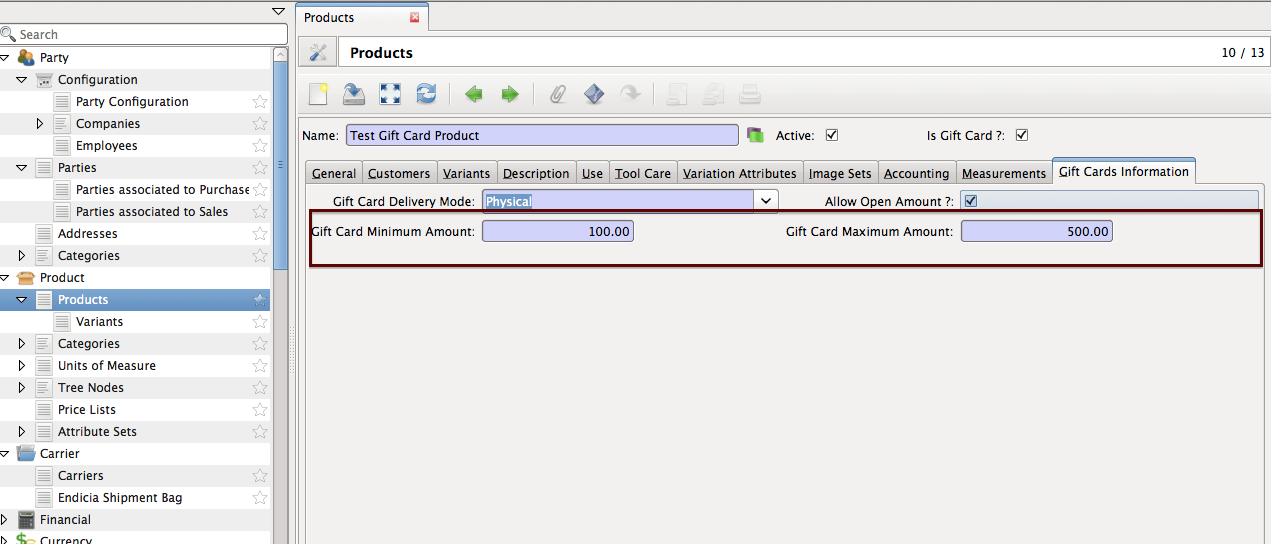 Products
Search
Products
10 / 13
Party
Configuration
Party Configuration
Companies
Employees
Parties
Parties associated to Purchase
Parties associated to Sales
Addresses
Categories
Product
Products
Variants
Categories
Units of Measure
Tree Nodes
Price Lists
Attribute Sets
Carrier
Carriers
Endicia Shipment Bag
Financial
Currency
Name: Test Gift Card Product Active: Is Gift Card ?:
General Customers Variants Description Use Tool Care Variation Attributes Image Sets Accounting Measurements Gift Cards Information
Gift Card Delivery Mode: Physical Allow Open Amount ?:
Gift Card Minimum Amount: 100.00 Gift Card Maximum Amount: 500.00